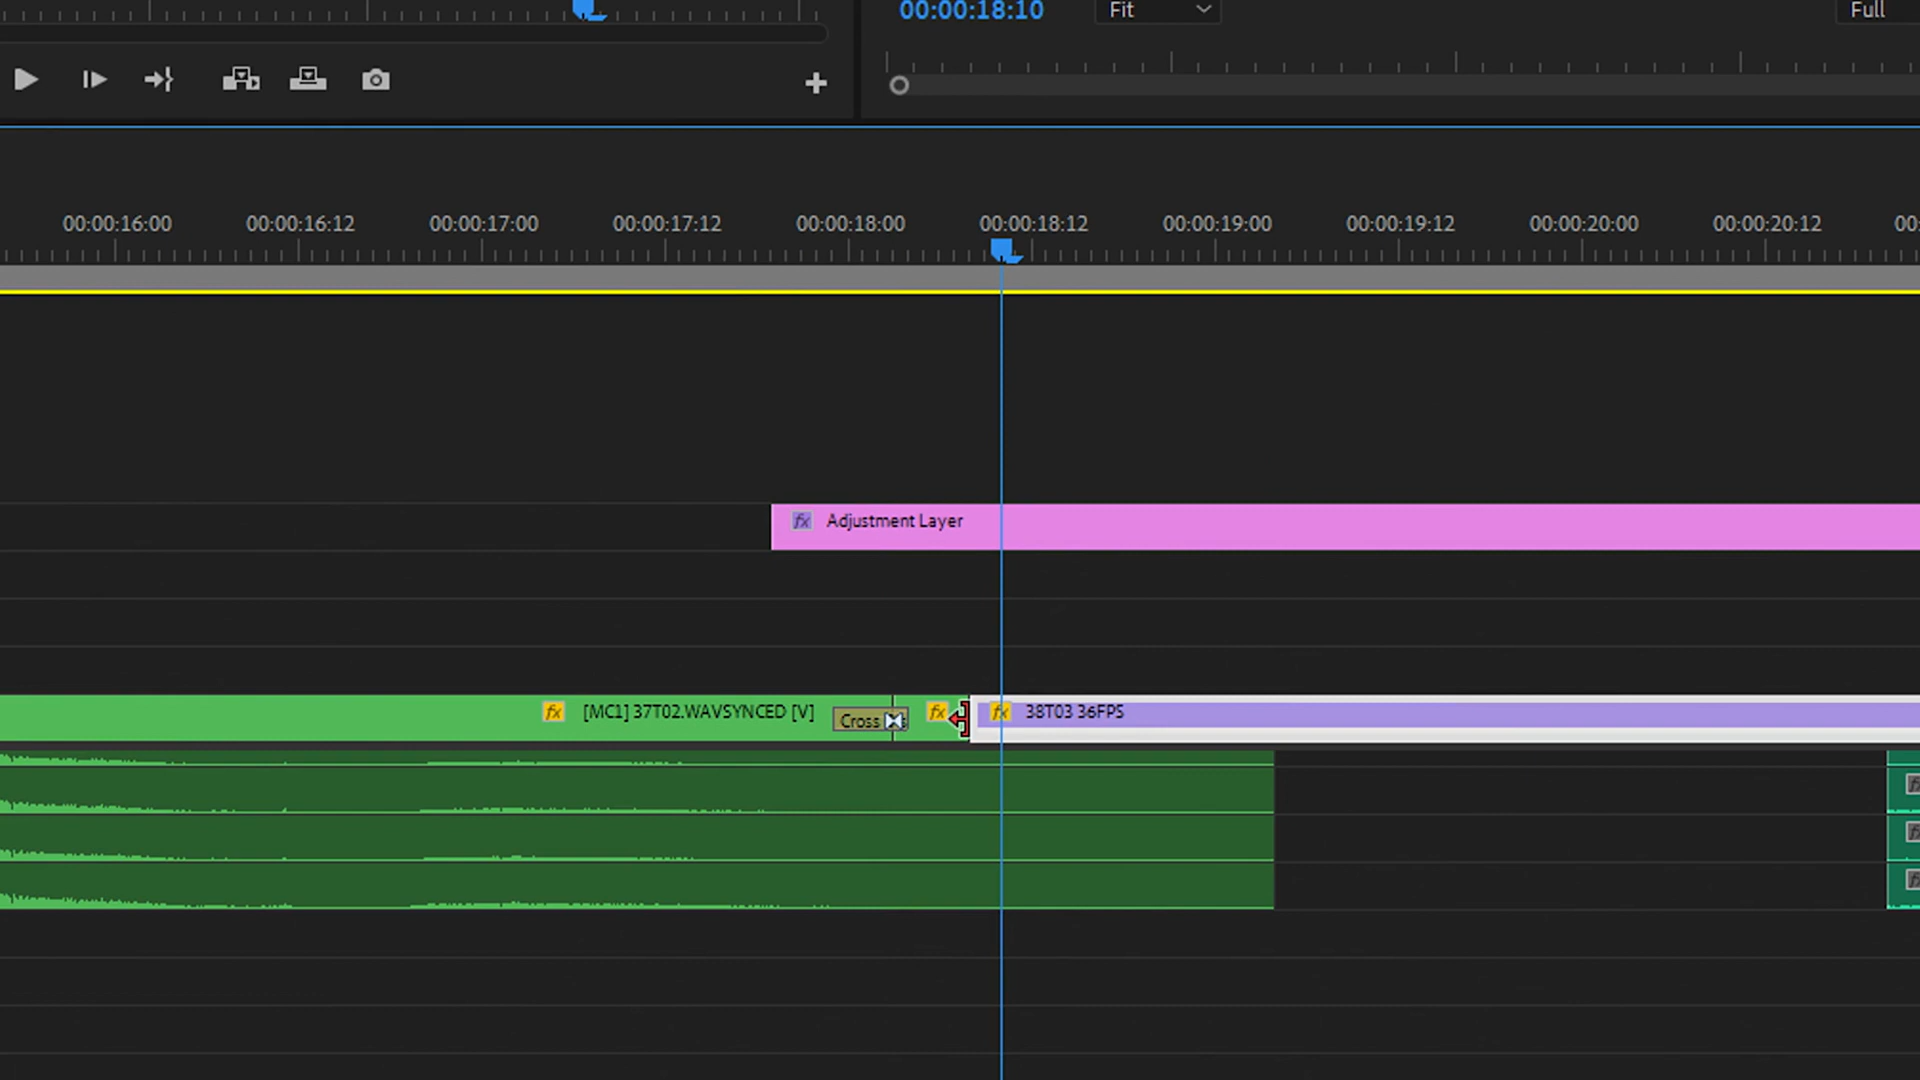 00:00:18:10 Fit Full
00:00:16:00 00:00:16:12 00:00:17:00 00:00:17:12 00:00:18:00 00:00:18:12 00:00:19:00 00:00:19:12 00:00:20:00 00:00:20:12 00:
fx Adjustment Layer
fx [MC1] 37T02.WAVSYNCED [V] Cross fx fx 38T03 36FPS